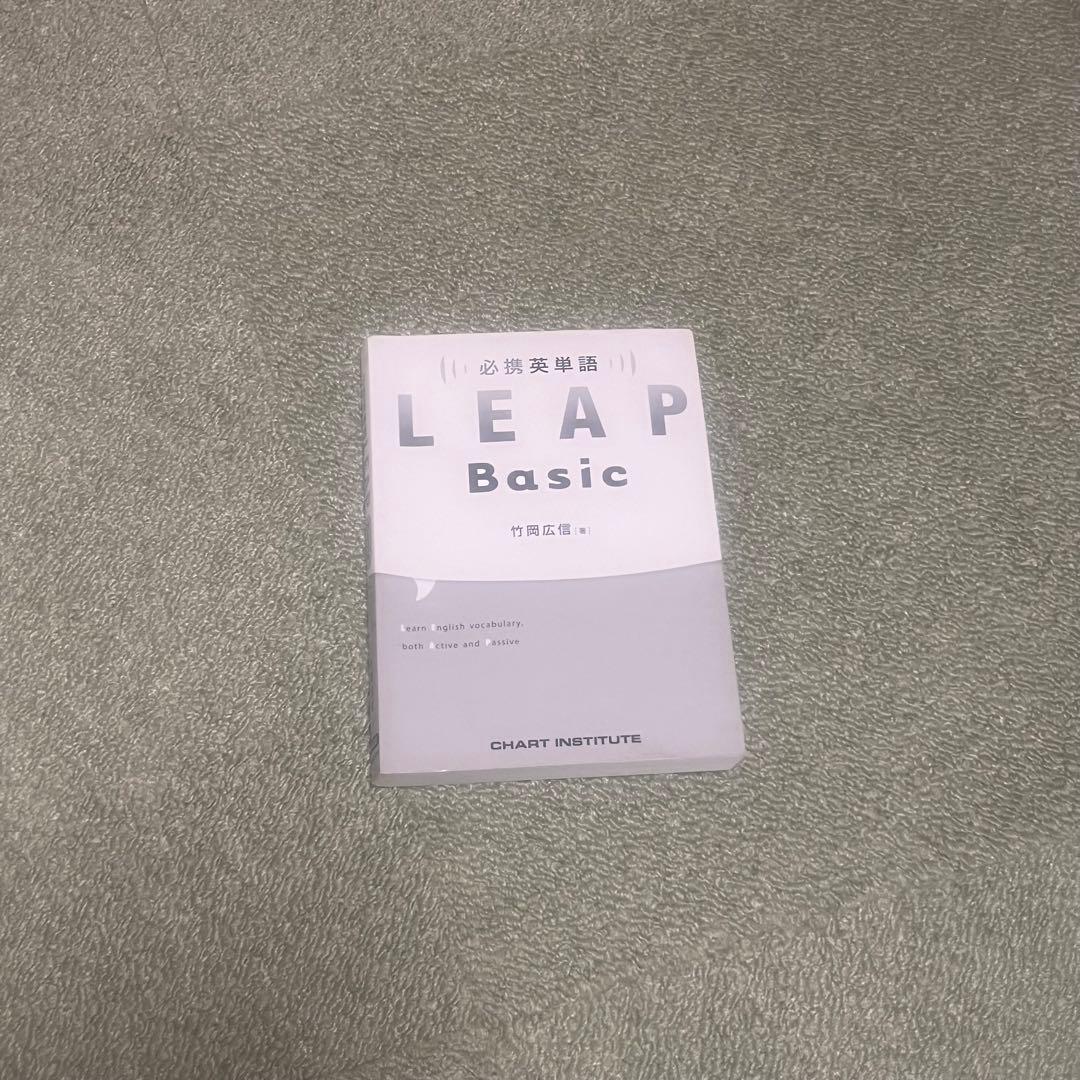 必携英単語
LEAP
Basic
竹岡広信[著]
Learn English vocabulary,
both Active and Passive
CHART INSTITUTE